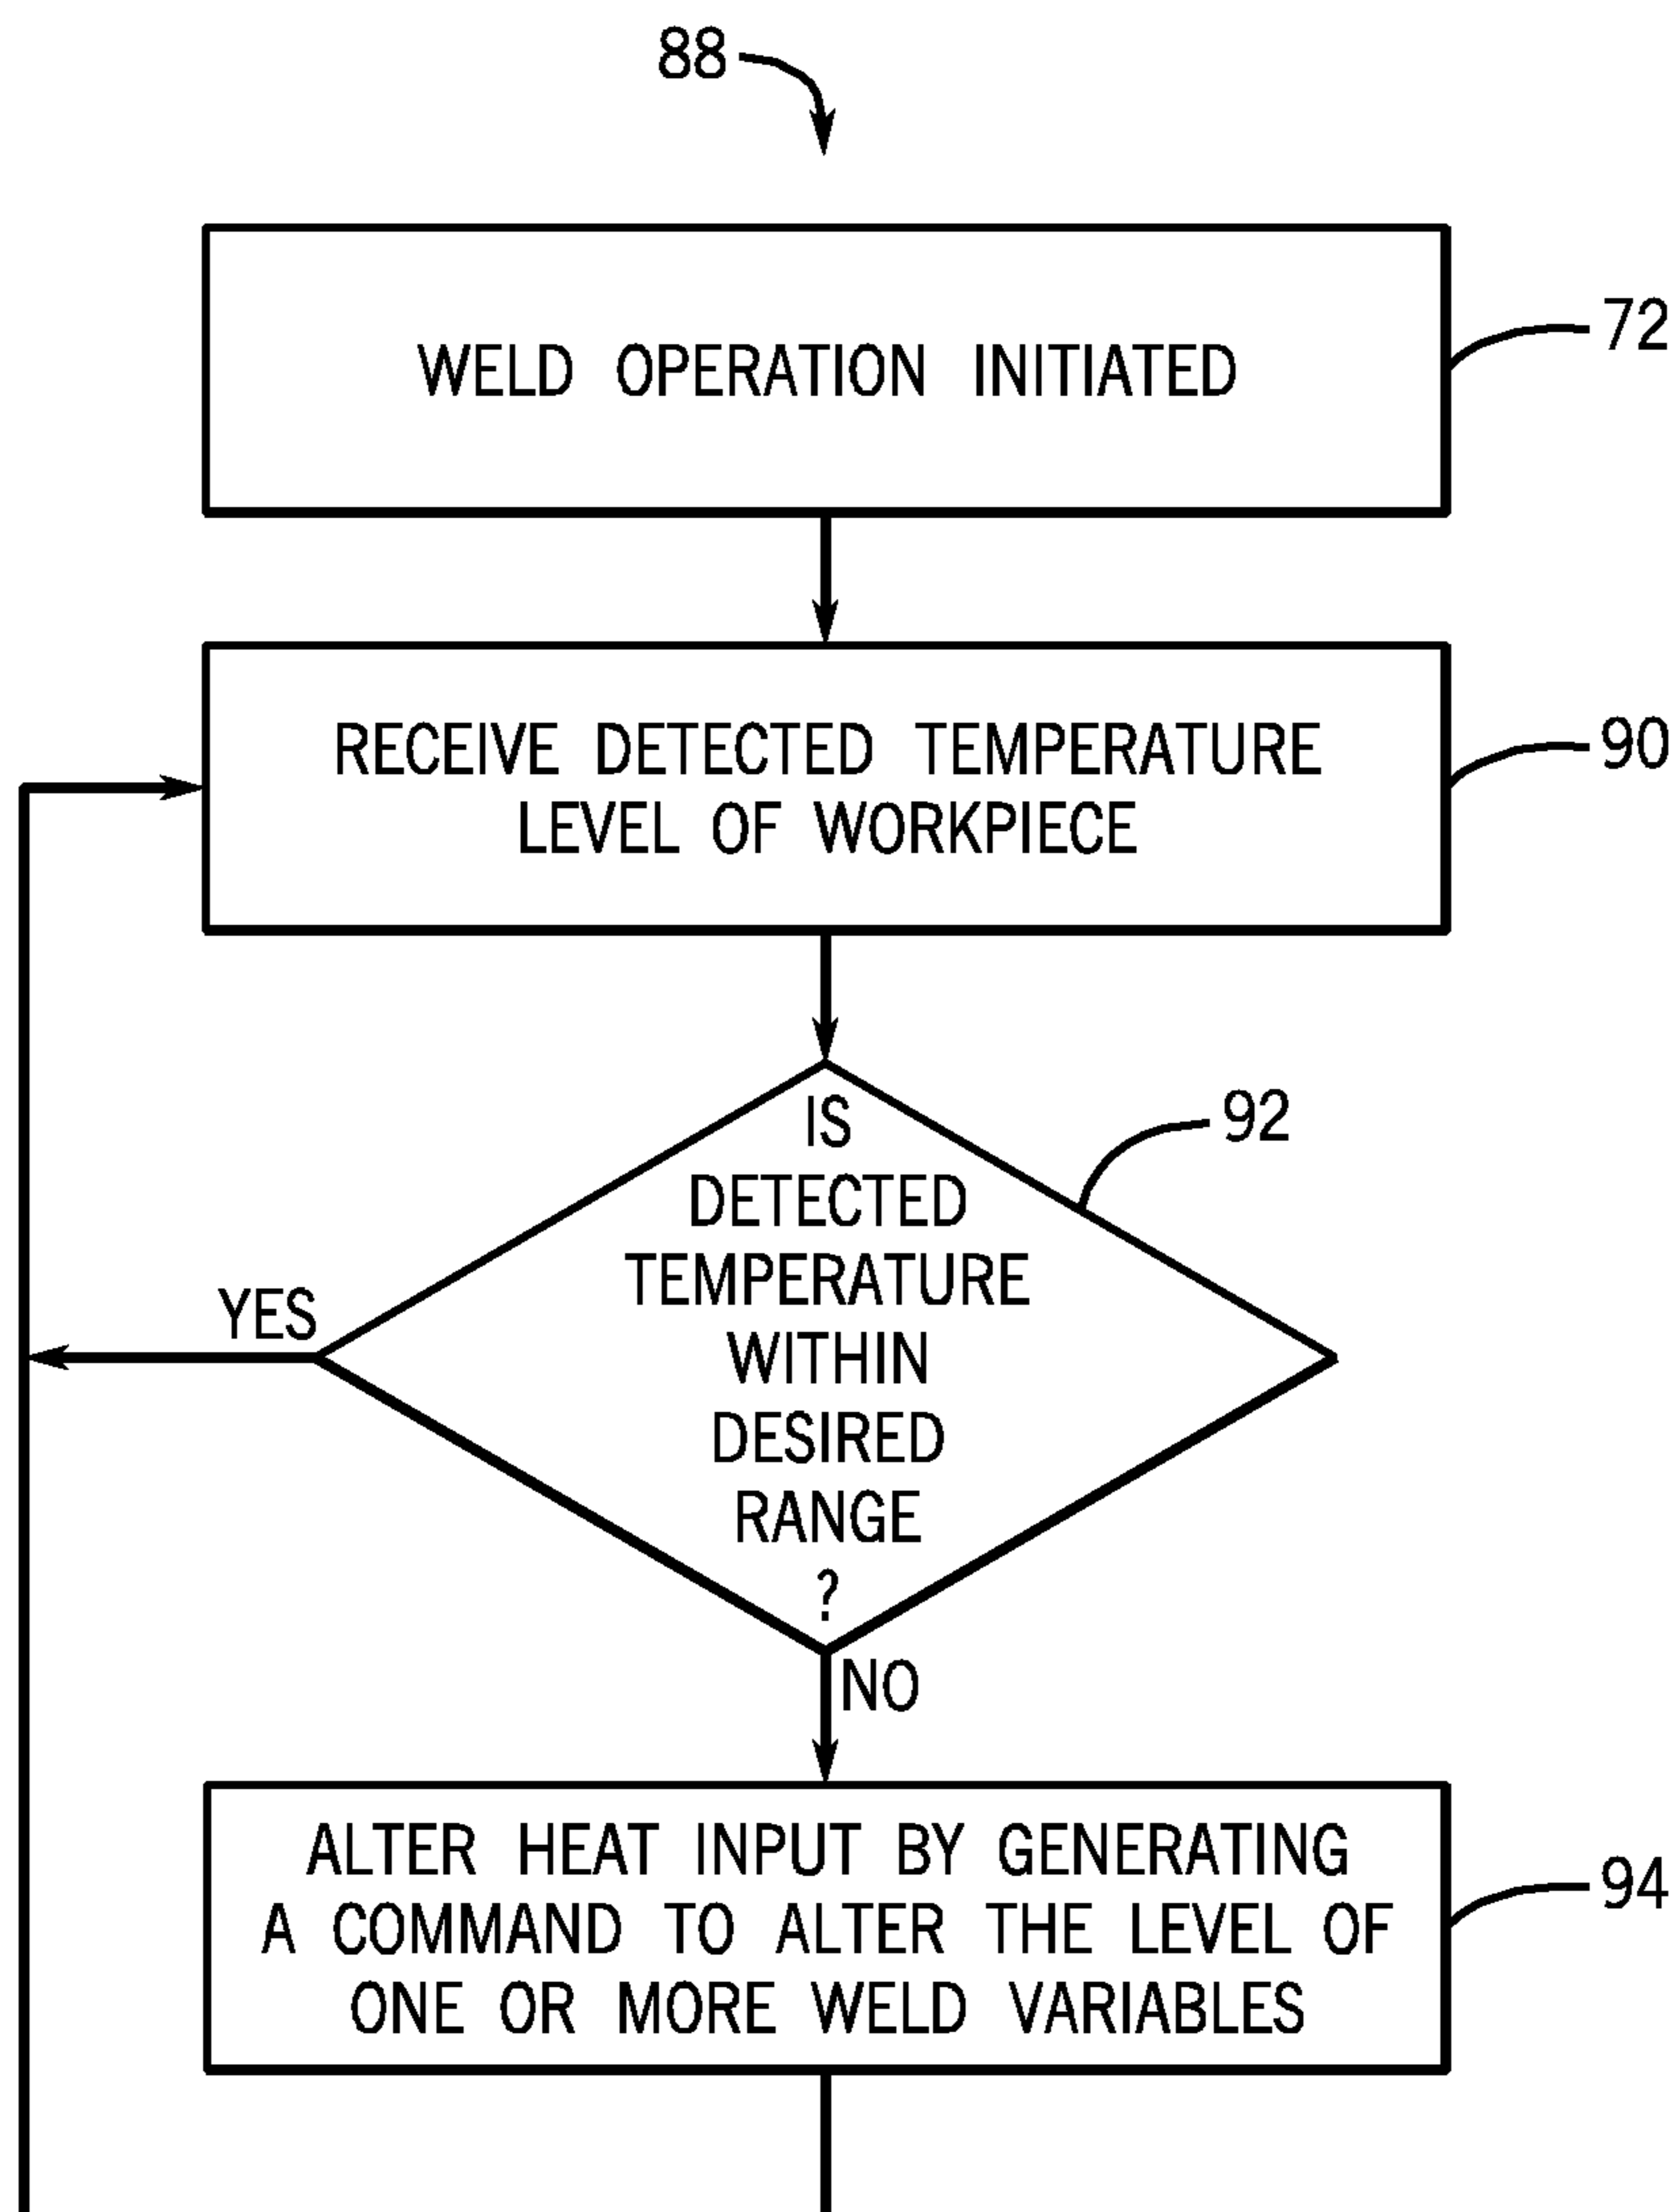 88
WELD OPERATION INITIATED
72
RECEIVE DETECTED TEMPERATURE
LEVEL OF WORKPIECE
90
IS
DETECTED
TEMPERATURE
WITHIN
DESIRED
RANGE
?
92
YES
NO
ALTER HEAT INPUT BY GENERATING
A COMMAND TO ALTER THE LEVEL OF
ONE OR MORE WELD VARIABLES
94